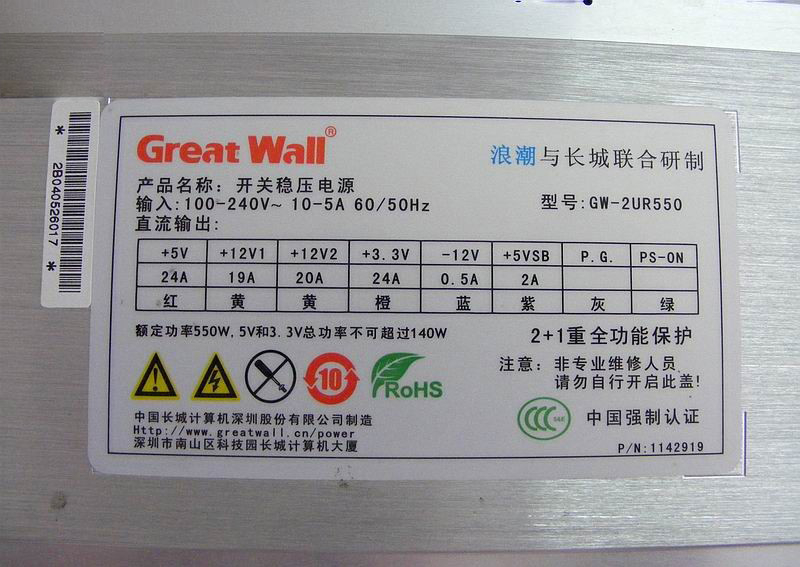 Great Wall®
浪潮与长城联合研制
产品名称：开关稳压电源
输入:100-240V~ 10-5A 60/50Hz
型号:GW-2UR550
直流输出:
+5V +12V1 +12V2 +3.3V -12V +5VSB P.G. PS-ON
24A 19A 20A 24A 0.5A 2A
红 黄 黄 橙 蓝 紫 灰 绿
额定功率550W,5V和3.3V总功率不可超过140W
2+1重全功能保护
注意：非专业维修人员
请勿自行开启此盖!
10
RoHS
CCC S&E
中国强制认证
中国长城计算机深圳股份有限公司制造
Http://www.greatwall.cn/power
深圳市南山区科技园长城计算机大厦
P/N:1142919
* 2B040526017 *